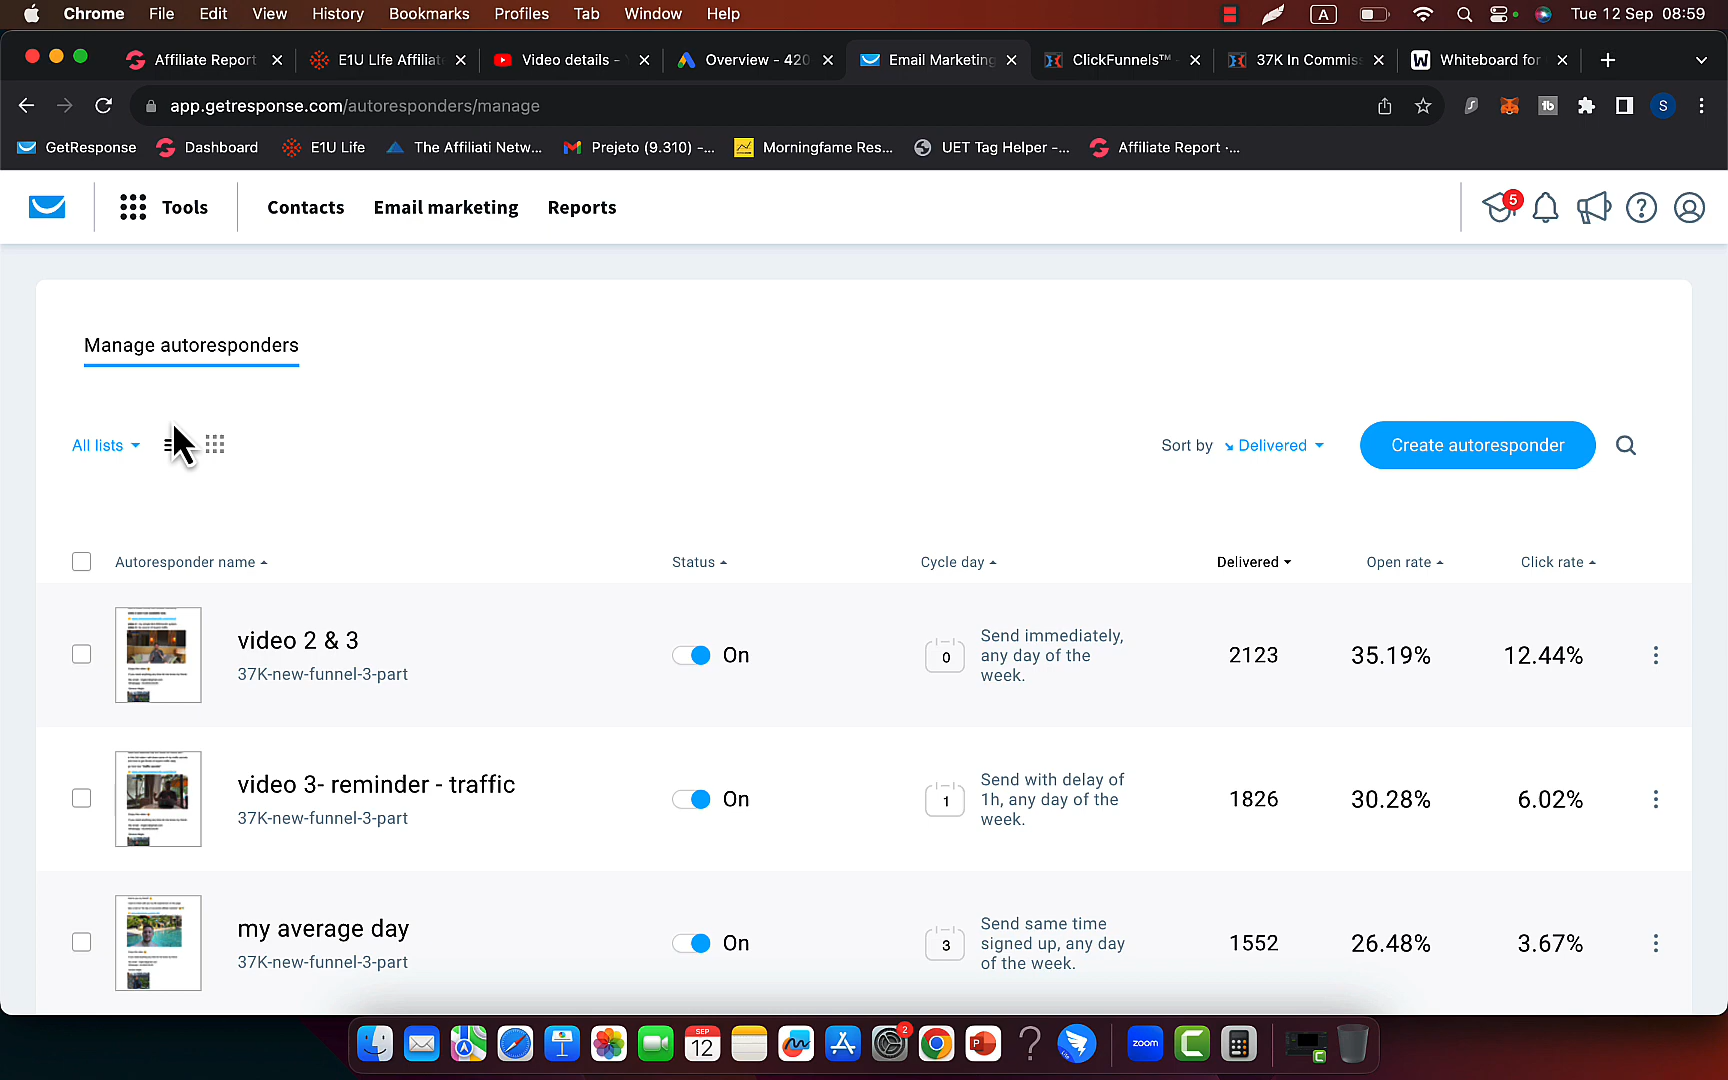 Chrome File Edit View History Bookmarks Profiles Tab Window Help A Tue 12 Sep 08:59
Affiliate Report E1U LIfe Affiliat Video details - Overview - 420 Email Marketing ClickFunnels™ 37K In Commis W Whiteboard for
app.getresponse.com/autoresponders/manage S
GetResponse Dashboard E1U Life The Affiliati Netw... Prejeto (9.310) -... Morningfame Res... UET Tag Helper -... Affiliate Report ·...
Tools Contacts Email marketing Reports 5
Manage autoresponders
All lists Sort by Delivered Create autoresponder
Autoresponder name Status Cycle day Delivered Open rate Click rate
video 2 & 3
37K-new-funnel-3-part
On
0
Send immediately,
any day of the
week.
2123 35.19% 12.44%
video 3- reminder - traffic
37K-new-funnel-3-part
On
1
Send with delay of
1h, any day of the
week.
1826 30.28% 6.02%
my average day
37K-new-funnel-3-part
On
3
Send same time
signed up, any day
of the week.
1552 26.48% 3.67%
SEP
12
2
zoom